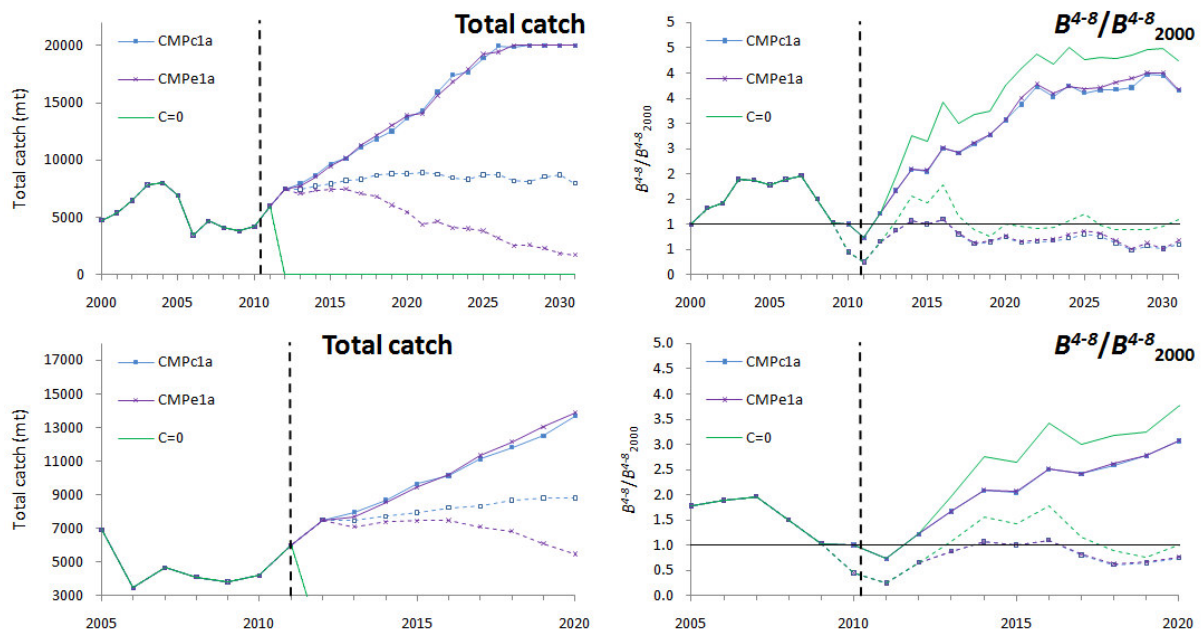 Total catch
20000
15000
10000
5000
0
Total catch (mt)
CMPc1a
CMPe1a
C=0
2000 2005 2010 2015 2020 2025 2030
B4-8/B4-82000
5
5
4
4
3
3
2
2
1
1
0
B4-8/B4-82000
CMPc1a
CMPe1a
C=0
2000 2005 2010 2015 2020 2025 2030
Total catch
17000
15000
13000
11000
9000
7000
5000
3000
Total catch (mt)
CMPc1a
CMPe1a
C=0
2005 2010 2015 2020
B4-8/B4-82000
5.0
4.5
4.0
3.5
3.0
2.5
2.0
1.5
1.0
0.5
0.0
B4-8/B4-82000
CMPc1a
CMPe1a
C=0
2005 2010 2015 2020